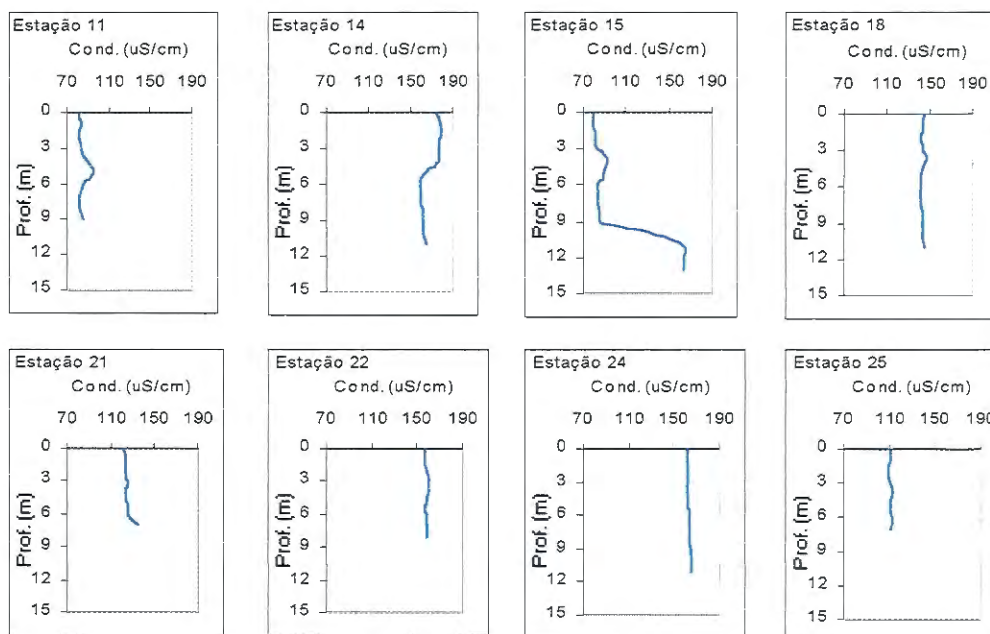 Estação 11
Cond. (uS/cm)
70 110 150 190
0
3
6
9
12
15
Prof. (m)
Estação 14
Cond. (uS/cm)
70 110 150 190
0
3
6
9
12
15
Prof. (m)
Estação 15
Cond. (uS/cm)
70 110 150 190
0
3
6
9
12
15
Prof. (m)
Estação 18
Cond. (uS/cm)
70 110 150 190
0
3
6
9
12
15
Prof. (m)
Estação 21
Cond. (uS/cm)
70 110 150 190
0
3
6
9
12
15
Prof. (m)
Estação 22
Cond. (uS/cm)
70 110 150 190
0
3
6
9
12
15
Prof. (m)
Estação 24
Cond. (uS/cm)
70 110 150 190
0
3
6
9
12
15
Prof. (m)
Estação 25
Cond. (uS/cm)
70 110 150 190
0
3
6
9
12
15
Prof. (m)